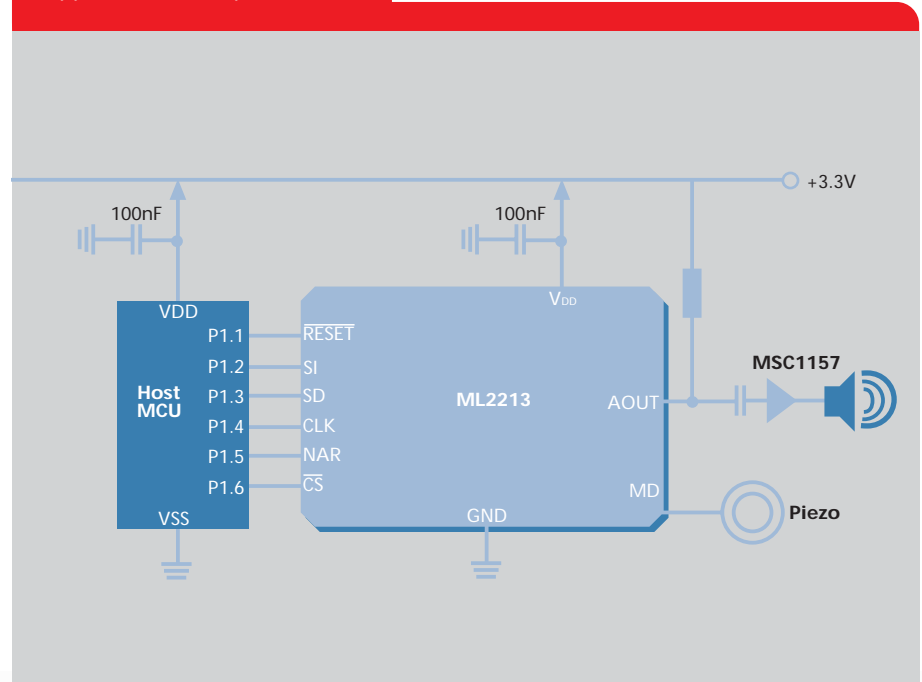 +3.3V
100nF
100nF
VDD
VDD
P1.1
RESET
P1.2
SI
MSC1157
Host
MCU
P1.3
SD
ML2213
AOUT
P1.4
CLK
P1.5
NAR
P1.6
CS
MD
VSS
GND
Piezo